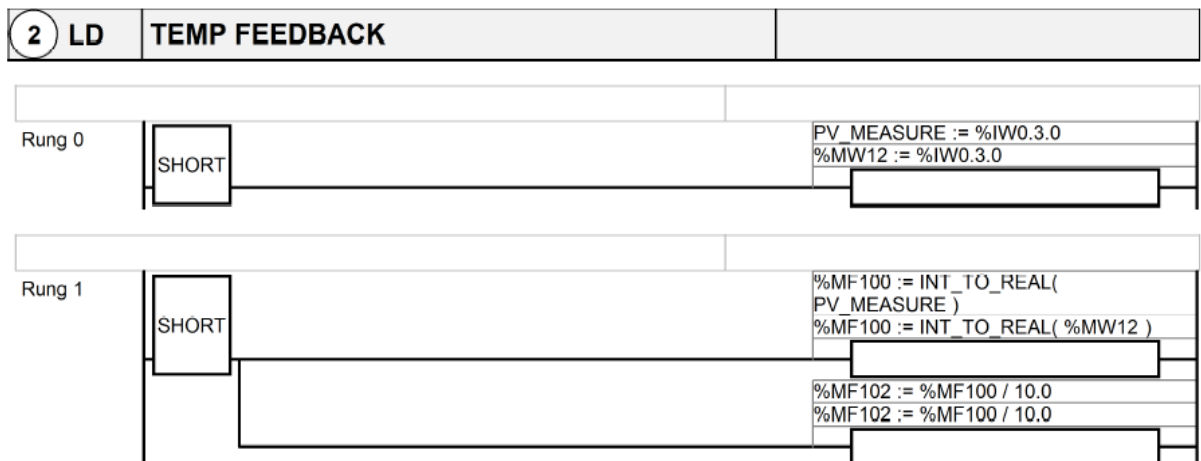 2 LD TEMP FEEDBACK
Rung 0
SHORT
PV_MEASURE := %IW0.3.0
%MW12 := %IW0.3.0
Rung 1
SHORT
%MF100 := INT_TO_REAL(
PV_MEASURE )
%MF100 := INT_TO_REAL( %MW12 )
%MF102 := %MF100 / 10.0
%MF102 := %MF100 / 10.0